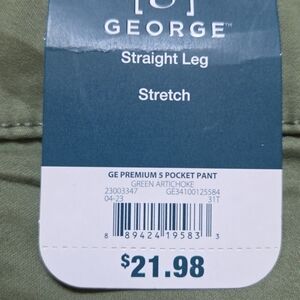 [g]
GEORGE™
Straight Leg
Stretch
GE PREMIUM 5 POCKET PANT
GREEN ARTICHOKE
23003347 GE34100125584
04-23 31T
8 89424 19583 3
$21.98